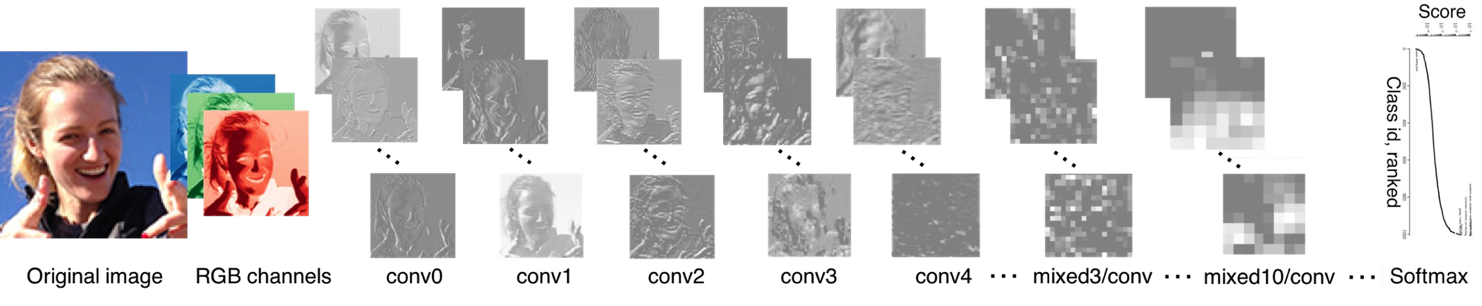 Score
Class id, ranked
Original image
RGB channels
conv0
conv1
conv2
conv3
conv4
...
mixed3/conv
...
mixed10/conv
...
Softmax